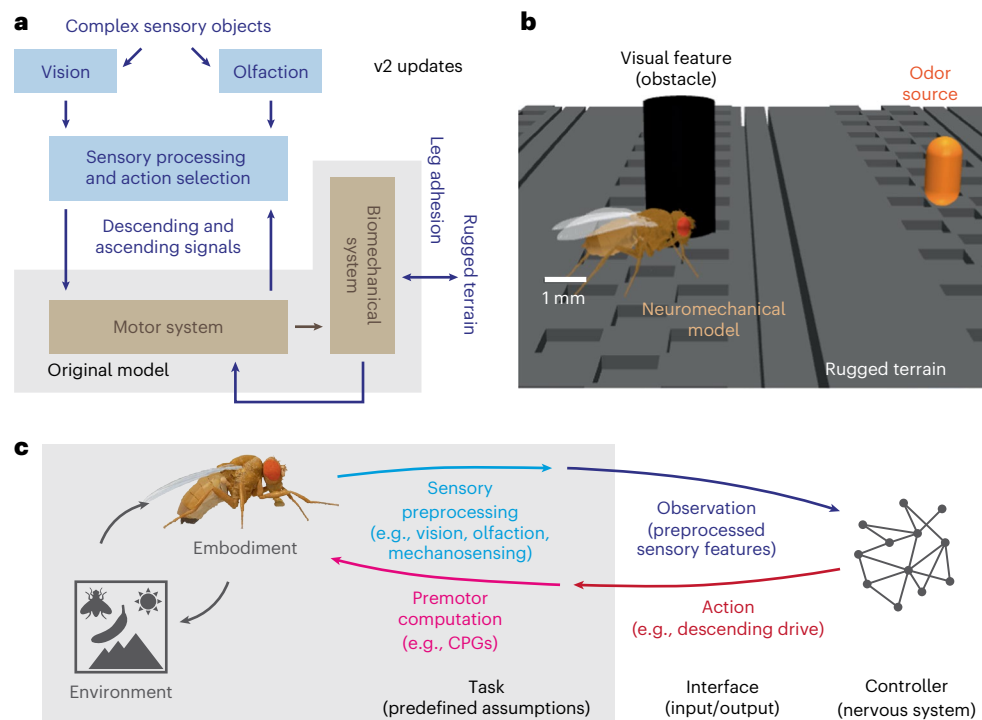 a
Complex sensory objects
Vision
Olfaction
v2 updates
Sensory processing
and action selection
Descending and
ascending signals
Motor system
Original model
Biomechanical
system
Leg adhesion
Rugged terrain
b
Visual feature
(obstacle)
Odor
source
1 mm
Neuromechanical
model
Rugged terrain
c
Embodiment
Environment
Sensory
preprocessing
(e.g., vision, olfaction,
mechanosensing)
Premotor
computation
(e.g., CPGs)
Observation
(preprocessed
sensory features)
Action
(e.g., descending drive)
Task
(predefined assumptions)
Interface
(input/output)
Controller
(nervous system)